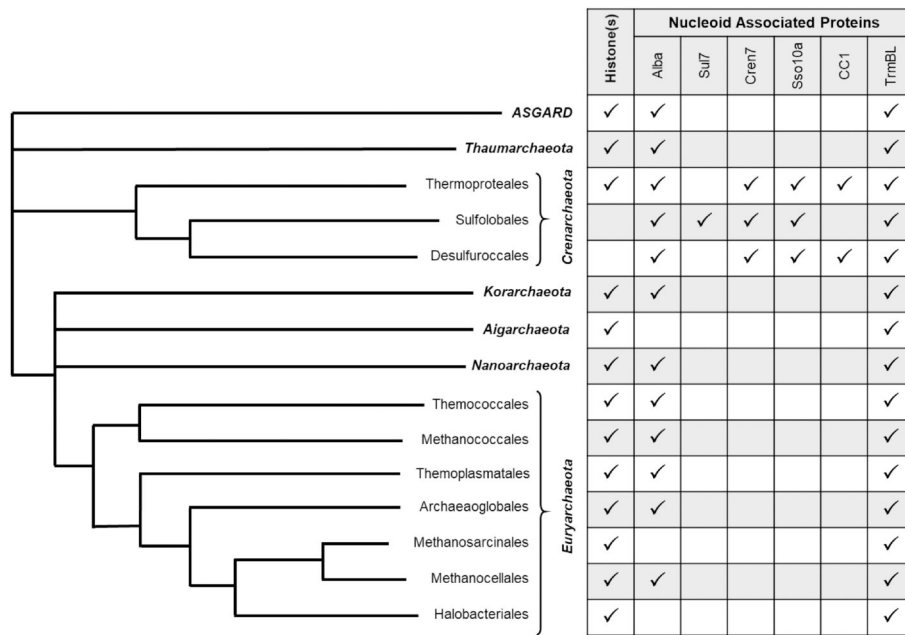 Nucleoid Associated Proteins
Histone(s)
Alba
Sul7
Cren7
Sso10a
CC1
TrmBL
ASGARD
✓ ✓ ✓
Thaumarchaeota
✓ ✓ ✓
Thermoproteales
✓ ✓ ✓ ✓ ✓ ✓
Sulfolobales
✓ ✓ ✓ ✓ ✓
Desulfuroccales
✓ ✓ ✓ ✓ ✓
Crenarchaeota
Korarchaeota
✓ ✓ ✓
Aigarchaeota
✓ ✓
Nanoarchaeota
✓ ✓ ✓
Themococcales
✓ ✓ ✓
Methanococcales
✓ ✓ ✓
Themoplasmatales
✓ ✓ ✓
Archaeaoglobales
✓ ✓ ✓
Methanosarcinales
✓ ✓
Methanocellales
✓ ✓ ✓
Halobacteriales
✓ ✓
Euryarchaeota